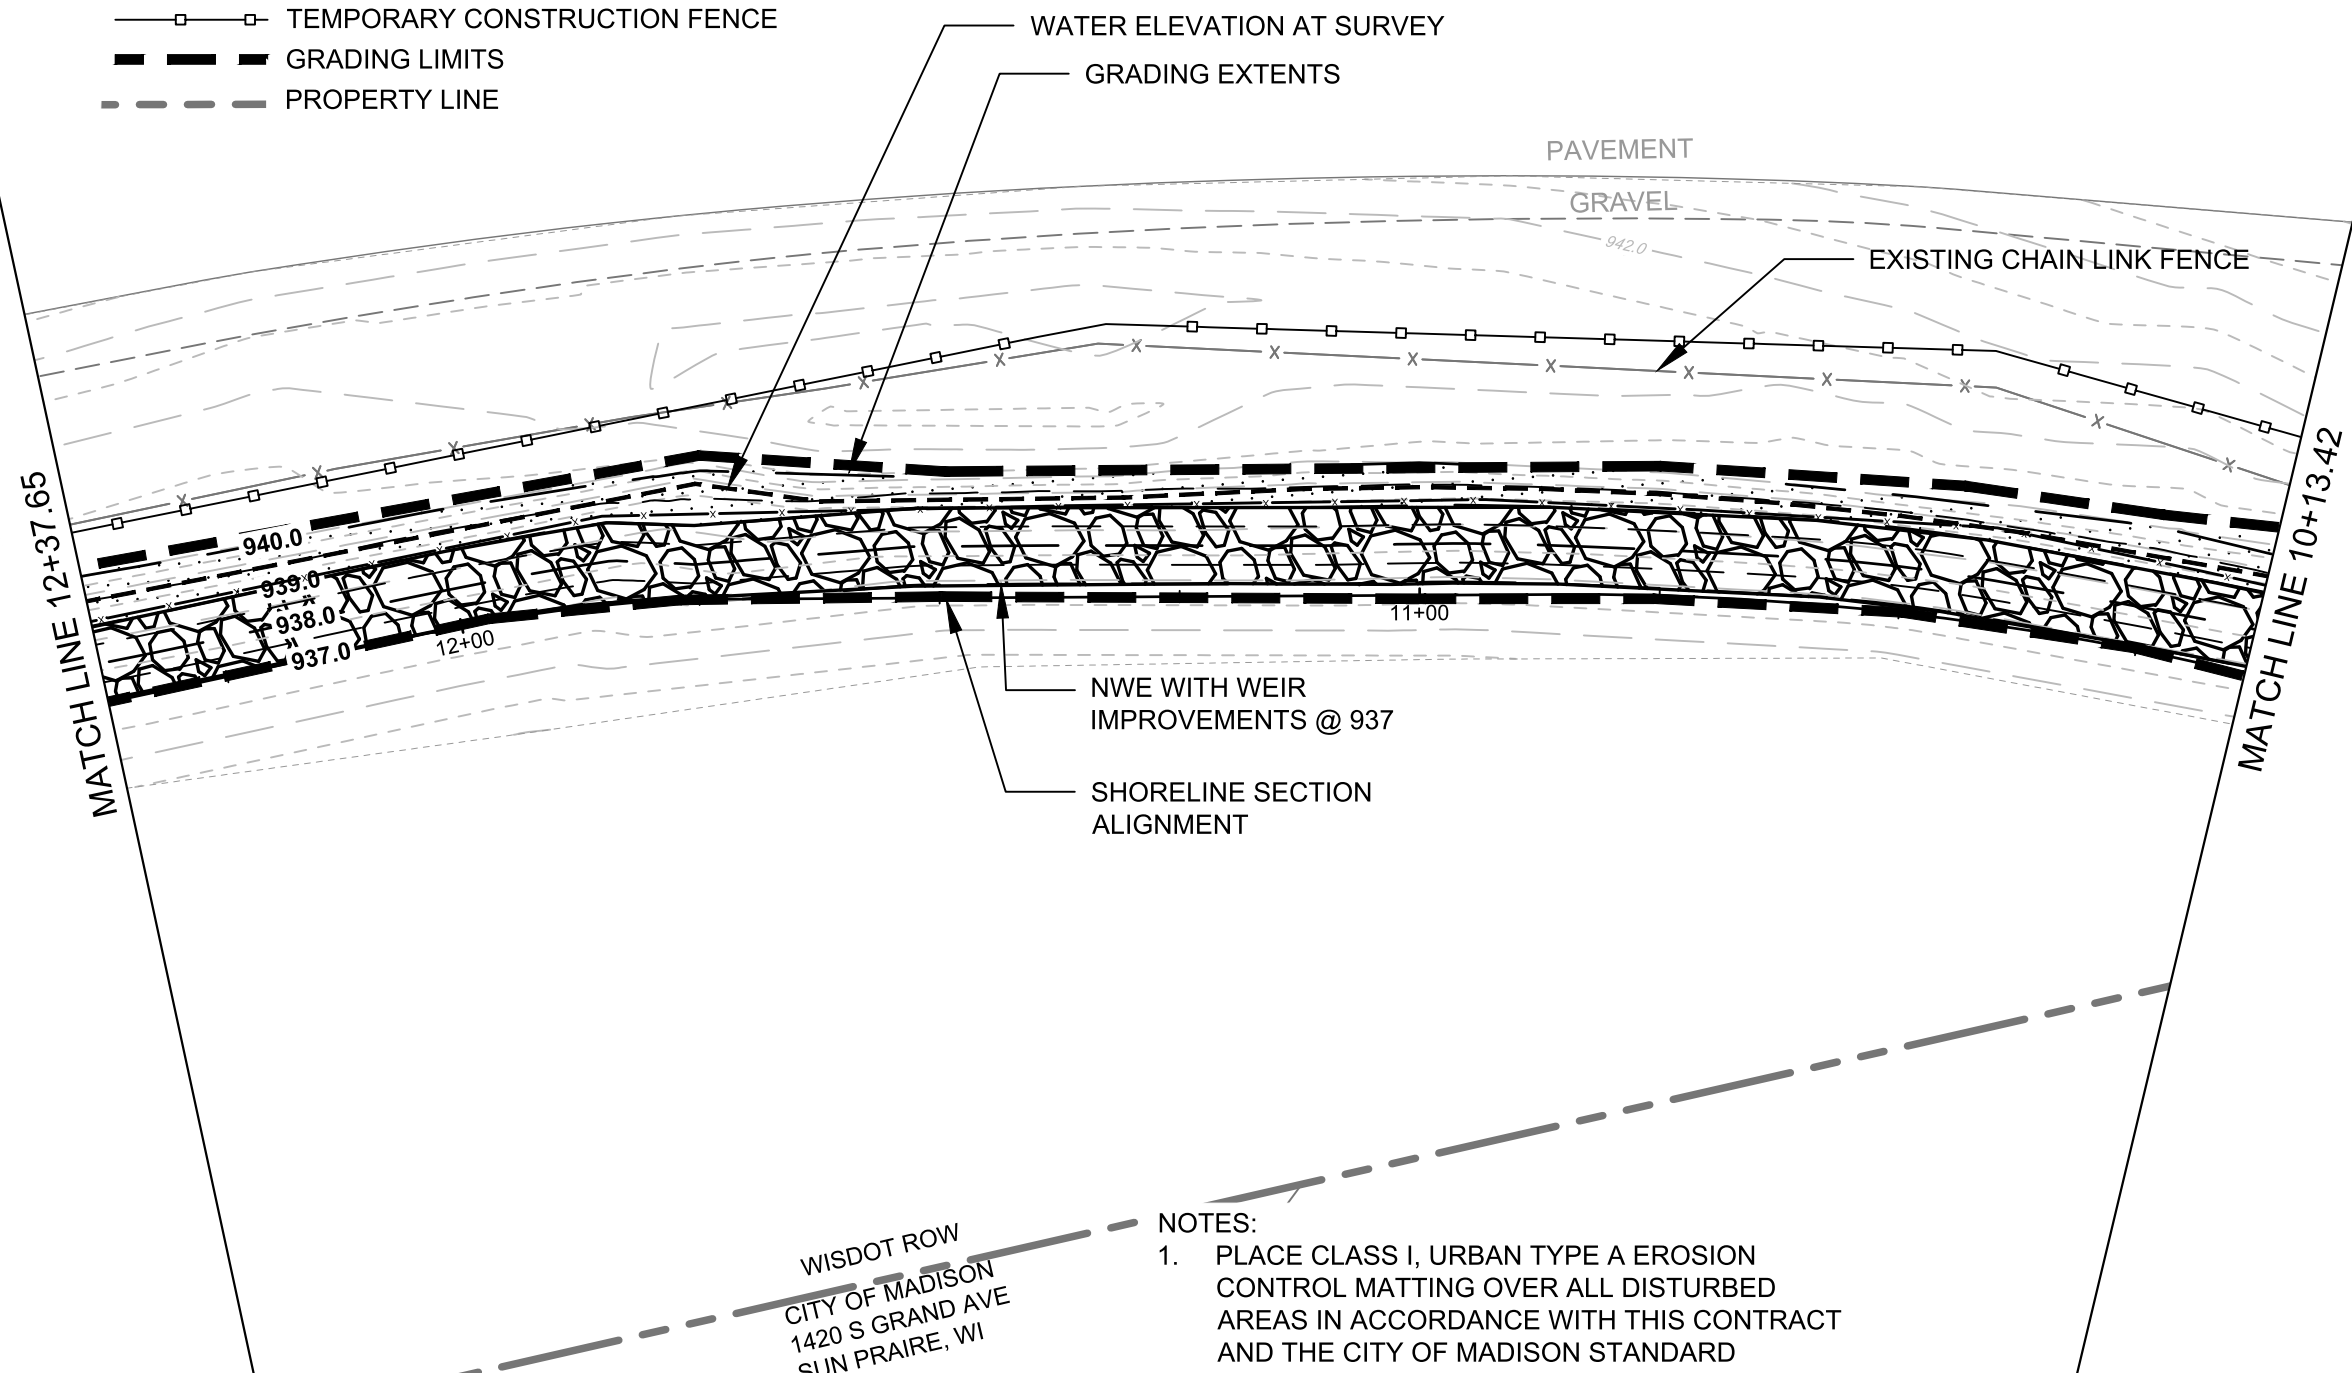 TEMPORARY CONSTRUCTION FENCE
GRADING LIMITS
PROPERTY LINE
WATER ELEVATION AT SURVEY
GRADING EXTENTS
PAVEMENT
GRAVEL
942.0
EXISTING CHAIN LINK FENCE
MATCH LINE 12+37.65
MATCH LINE 10+13.42
940.0
939.0
938.0
937.0
12+00
11+00
NWE WITH WEIR
IMPROVEMENTS @ 937
SHORELINE SECTION
ALIGNMENT
WISDOT ROW
CITY OF MADISON
1420 S GRAND AVE
SUN PRAIRE, WI
NOTES:
1. PLACE CLASS I, URBAN TYPE A EROSION
CONTROL MATTING OVER ALL DISTURBED
AREAS IN ACCORDANCE WITH THIS CONTRACT
AND THE CITY OF MADISON STANDARD